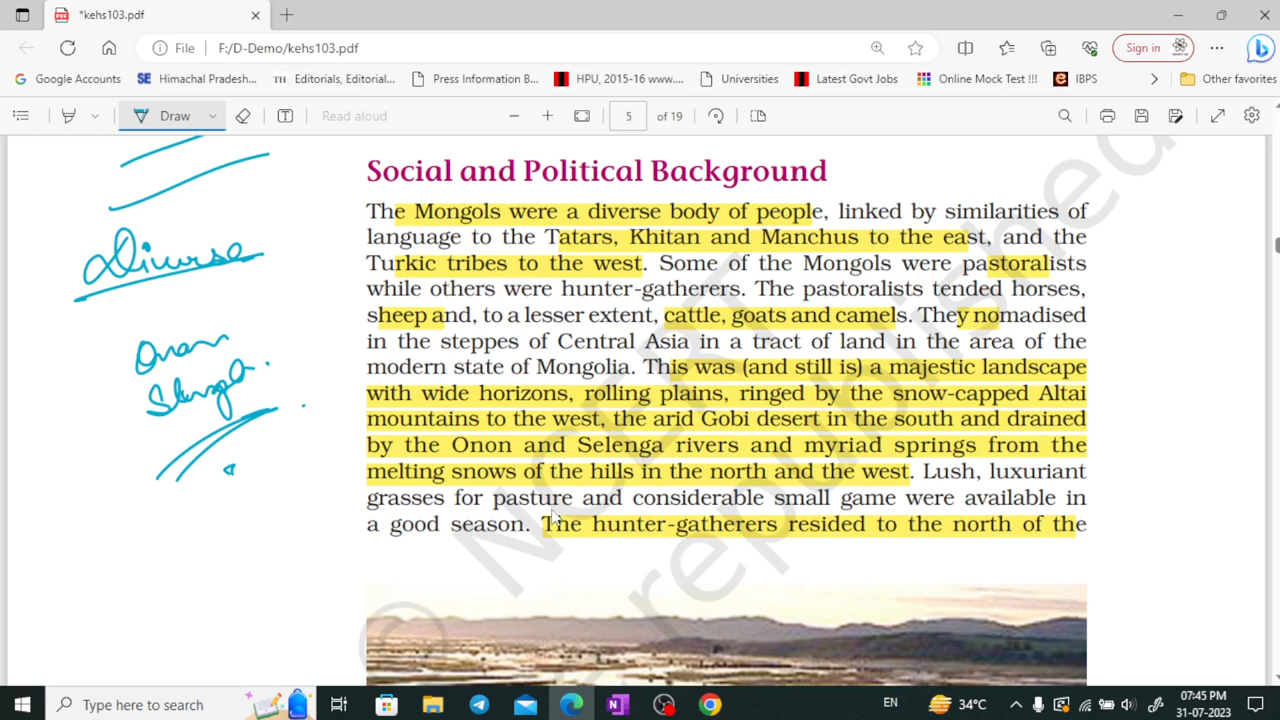 *kehs103.pdf
File F:/D-Demo/kehs103.pdf Sign in
Google Accounts SE Himachal Pradesh... TH Editorials, Editorial... Press Information B... HPU, 2015-16 www.... Universities Latest Govt Jobs Online Mock Test !!! IBPS Other favorites
Draw Read aloud 5 of 19
Social and Political Background
The Mongols were a diverse body of people, linked by similarities of
language to the Tatars, Khitan and Manchus to the east, and the
Turkic tribes to the west. Some of the Mongols were pastoralists
while others were hunter-gatherers. The pastoralists tended horses,
sheep and, to a lesser extent, cattle, goats and camels. They nomadised
in the steppes of Central Asia in a tract of land in the area of the
modern state of Mongolia. This was (and still is) a majestic landscape
with wide horizons, rolling plains, ringed by the snow-capped Altai
mountains to the west, the arid Gobi desert in the south and drained
by the Onon and Selenga rivers and myriad springs from the
melting snows of the hills in the north and the west. Lush, luxuriant
grasses for pasture and considerable small game were available in
a good season. The hunter-gatherers resided to the north of the
Diverse
Onon
© NCERT
republished
Type here to search EN 34°C 07:45 PM
31-07-2023